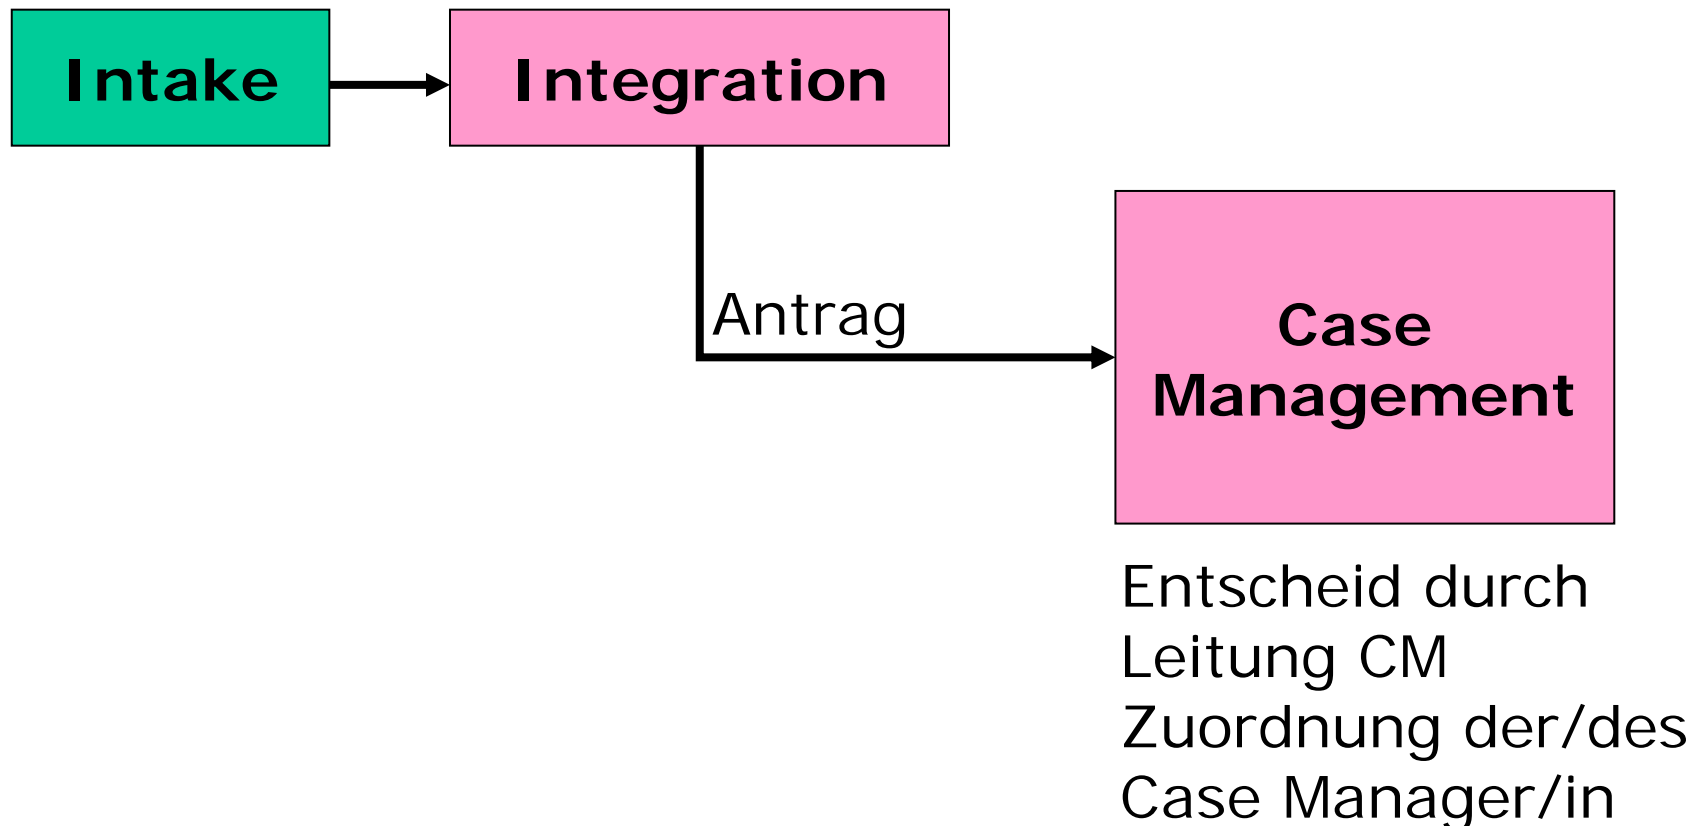 Intake
Integration
Antrag
Case
Management
Entscheid durch
Leitung CM
Zuordnung der/des
Case Manager/in